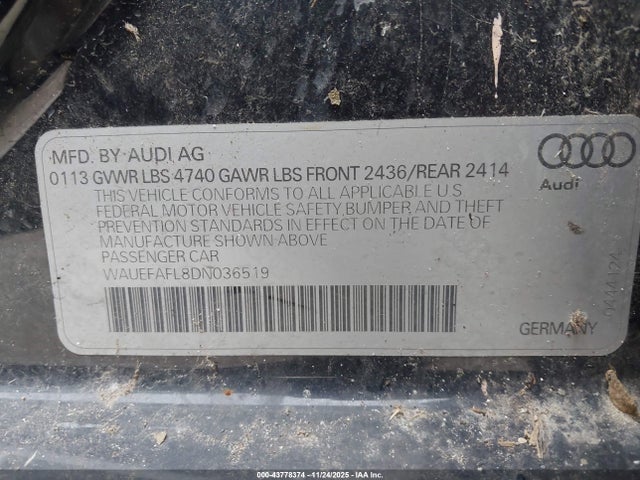 MFD. BY AUDI AG
0113 GVWR LBS 4740 GAWR LBS FRONT 2436/REAR 2414
THIS VEHICLE CONFORMS TO ALL APPLICABLE U S
FEDERAL MOTOR VEHICLE SAFETY, BUMPER, AND THEFT
PREVENTION STANDARDS IN EFFECT ON THE DATE OF
MANUFACTURE SHOWN ABOVE
PASSENGER CAR
WAUEFAFL8DN036519
Audi
0444124
GERMANY
000-43778374 - 11/24/2025 - ©IAA, Inc.